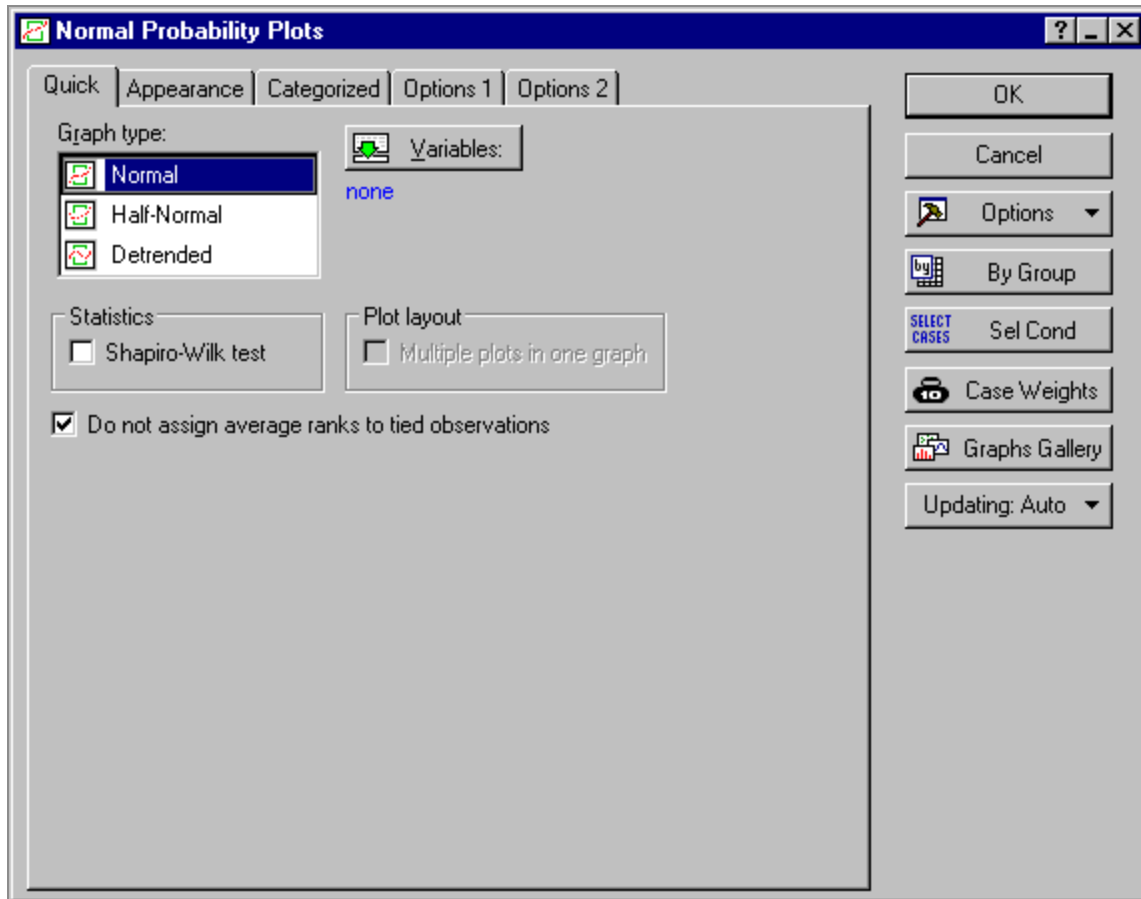 Normal Probability Plots
Quick Appearance Categorized Options 1 Options 2
Graph type:
Normal
Half-Normal
Detrended
Variables:
none
Statistics
Shapiro-Wilk test
Plot layout
Multiple plots in one graph
Do not assign average ranks to tied observations
OK
Cancel
Options
by
By Group
SELECT
CASES
Sel Cond
10
Case Weights
Graphs Gallery
Updating: Auto